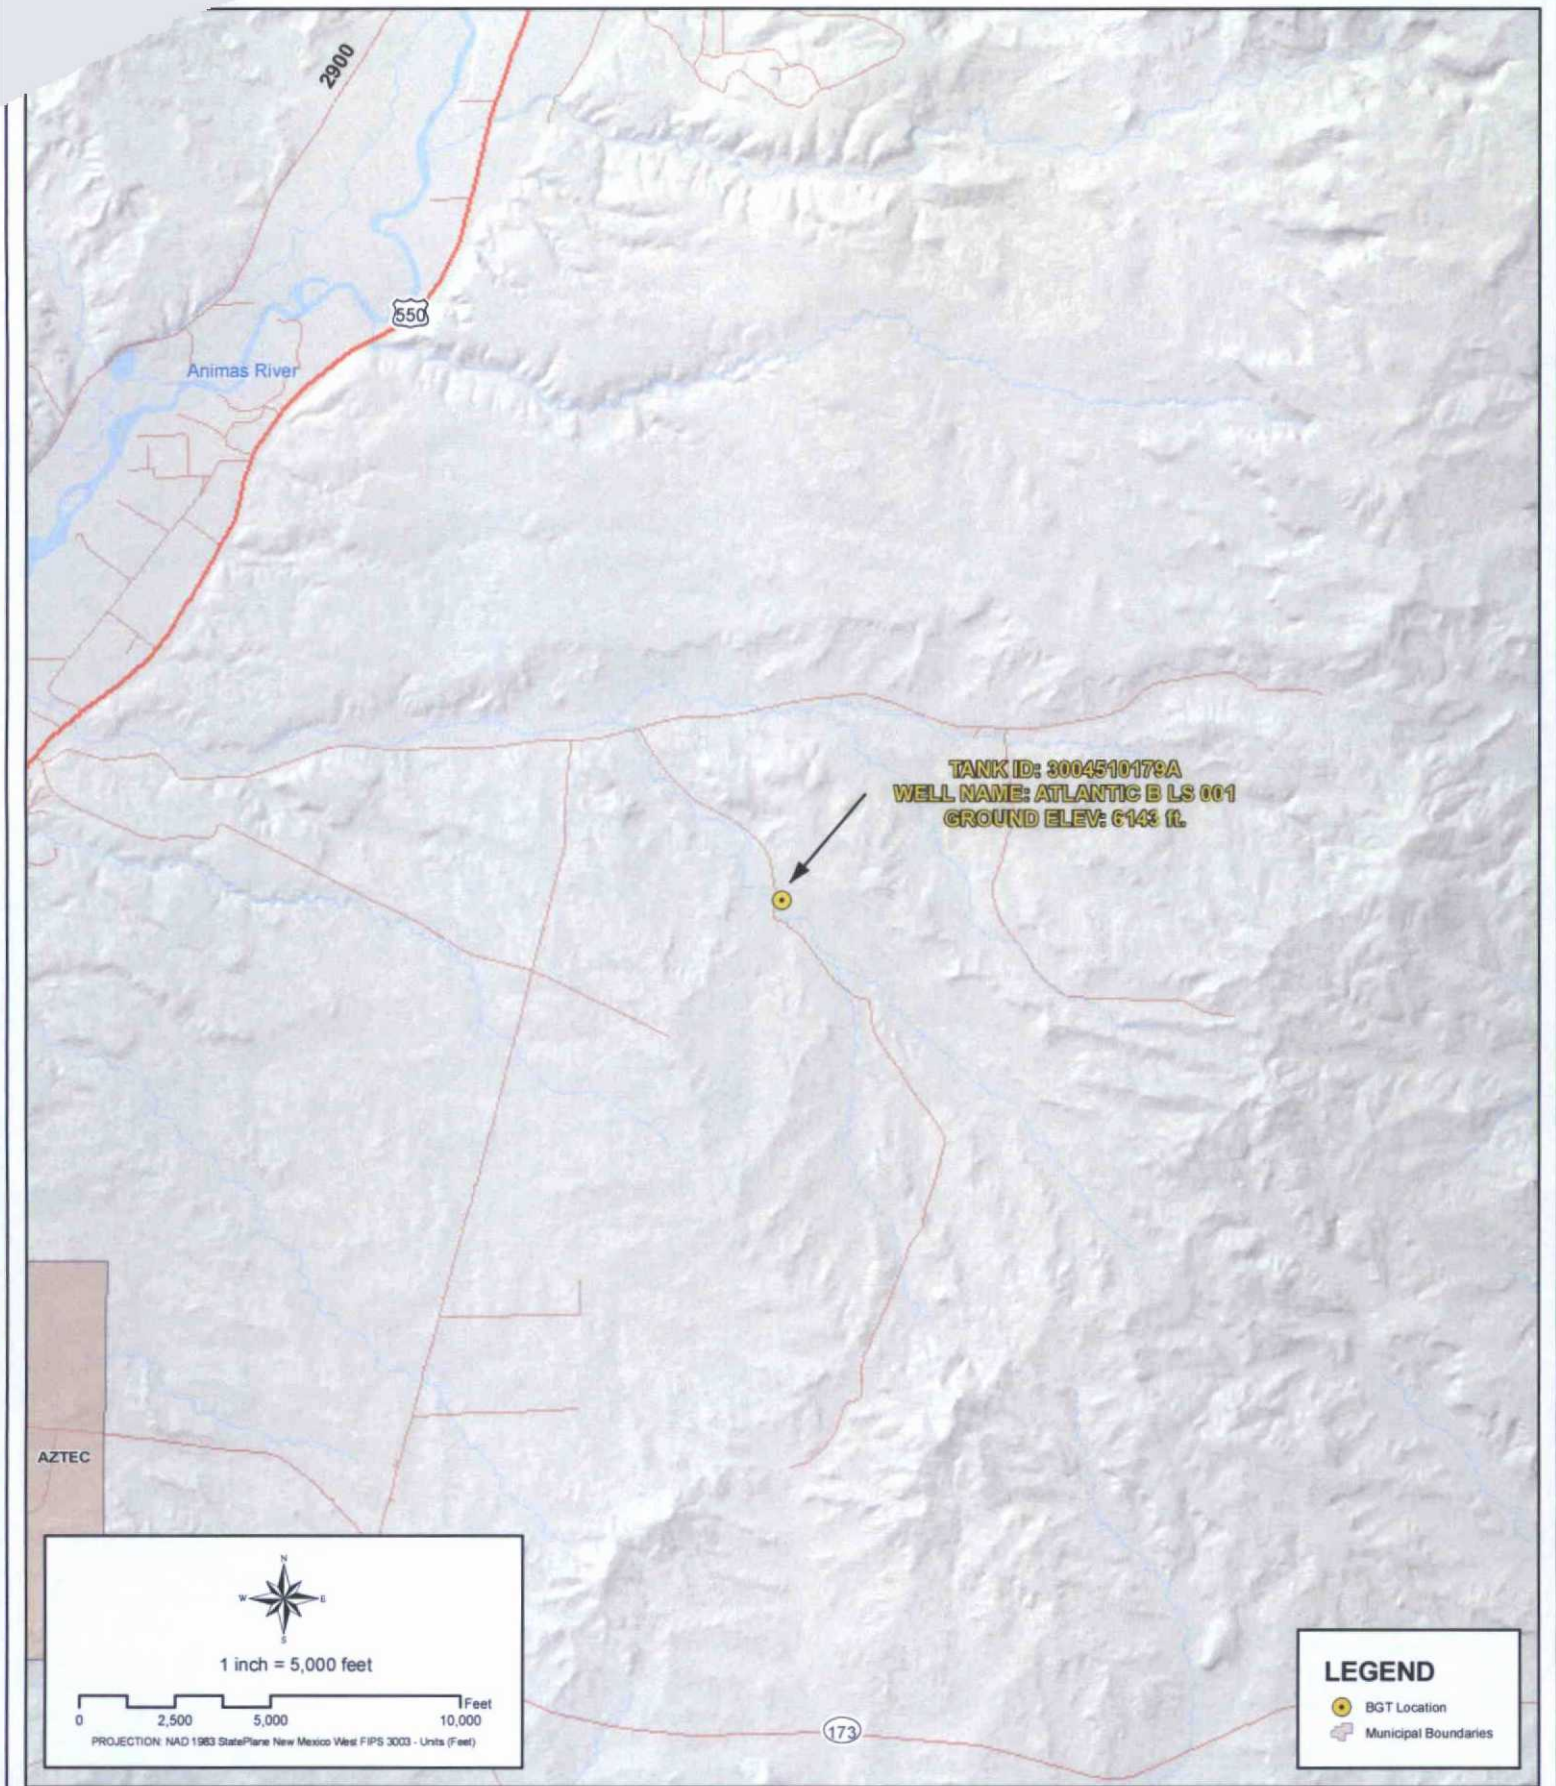 2900
550
Animas River
TANK ID: 3004510179A
WELL NAME: ATLANTIC B LS 001
GROUND ELEV: 6143 ft.
AZTEC
N
W E
S
1 inch = 5,000 feet
Feet
0 2,500 5,000 10,000
PROJECTION: NAD 1983 StatePlane New Mexico West FIPS 3003 - Units (Feet)
173
LEGEND
BGT Location
Municipal Boundaries